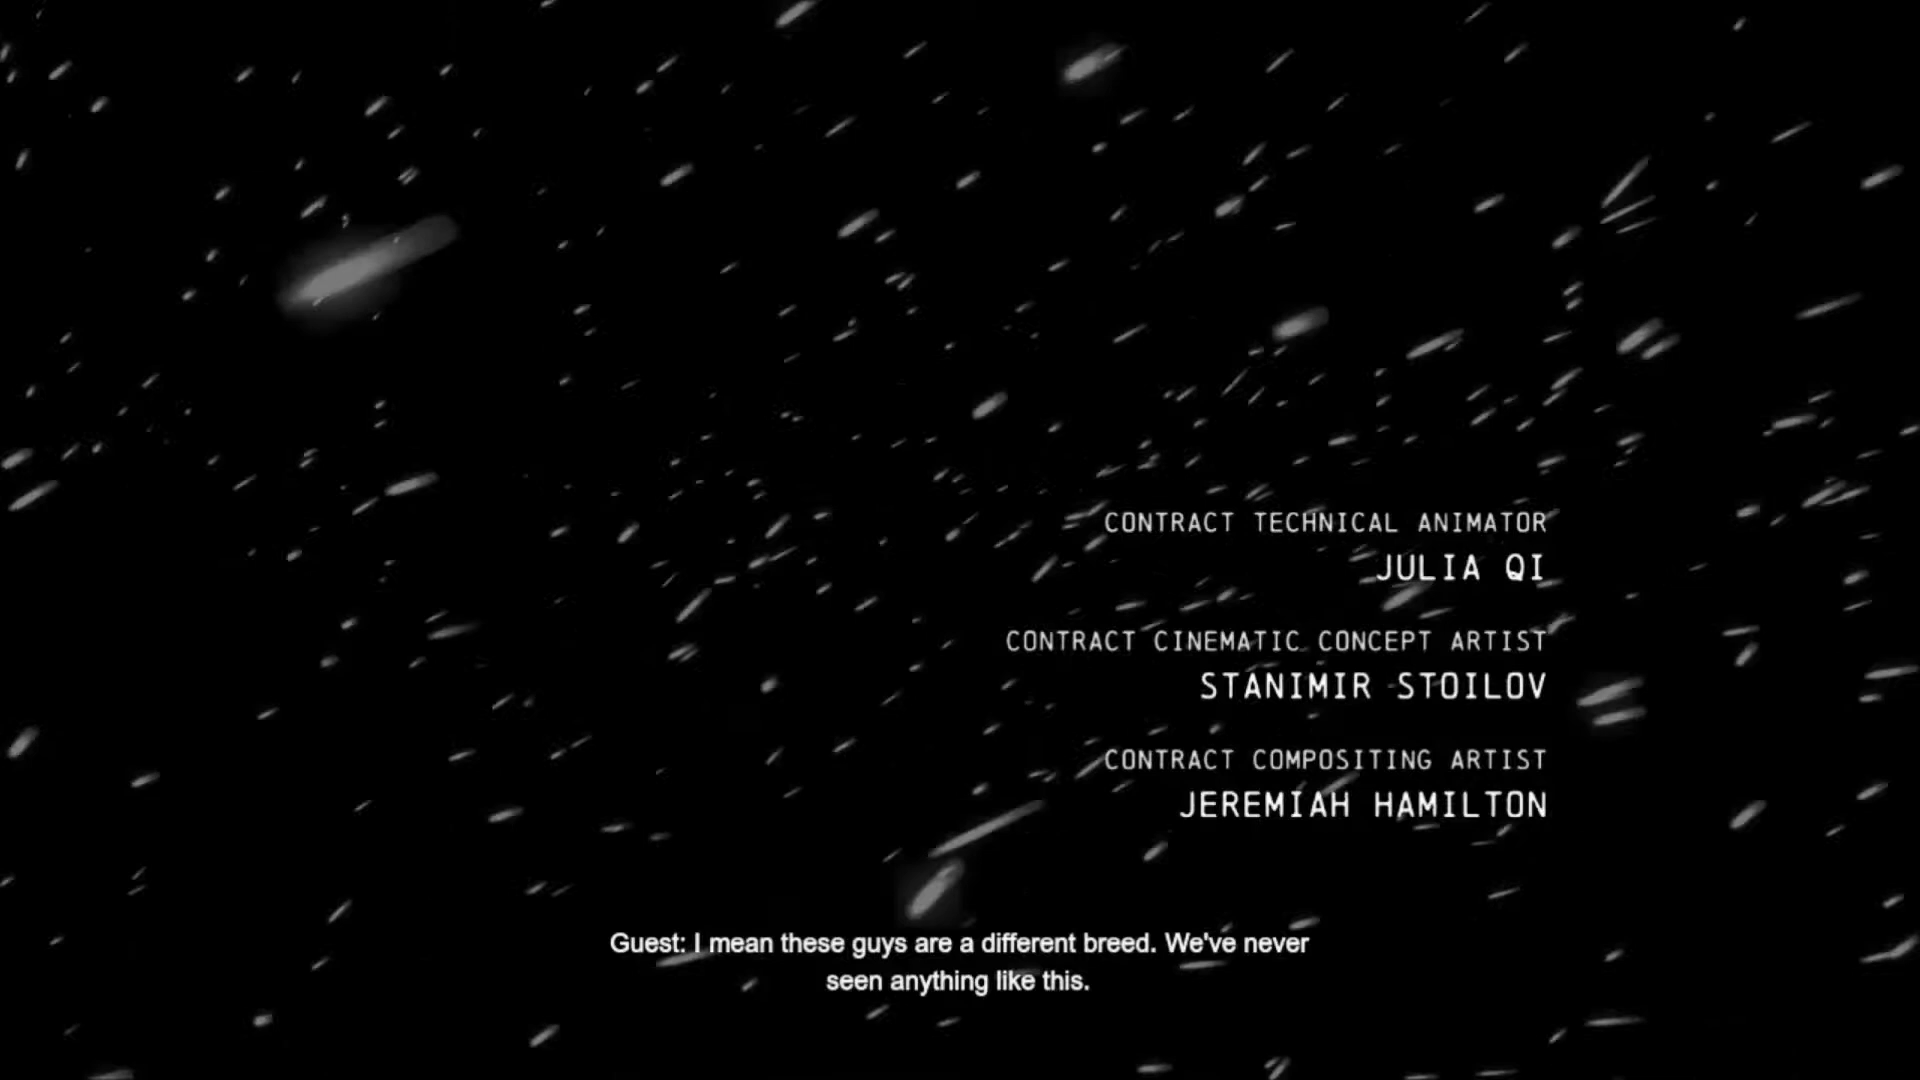 CONTRACT TECHNICAL ANIMATOR
JULIA QI
CONTRACT CINEMATIC CONCEPT ARTIST
STANIMIR STOILOV
CONTRACT COMPOSITING ARTIST
JEREMIAH HAMILTON
Guest: I mean these guys are a different breed. We've never
seen anything like this.